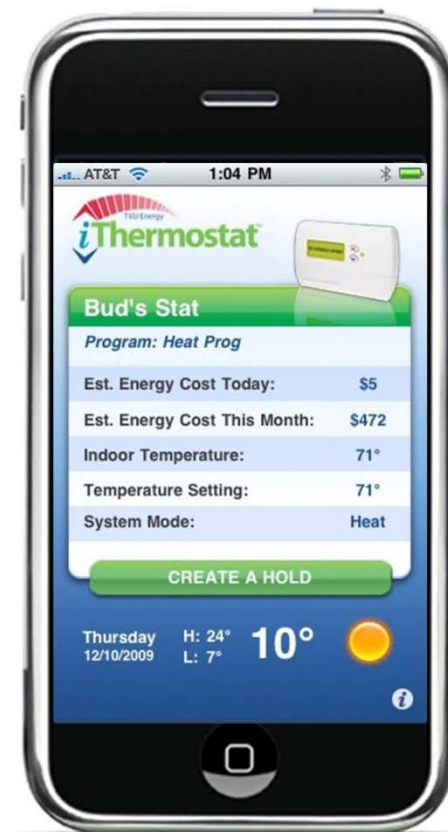 AT&T 1:04 PM
TXU Energy
iThermostat™
Bud's Stat
Program: Heat Prog
Est. Energy Cost Today: $5
Est. Energy Cost This Month: $472
Indoor Temperature: 71°
Temperature Setting: 71°
System Mode: Heat
CREATE A HOLD
Thursday H: 24° 10°
12/10/2009 L: 7°
i